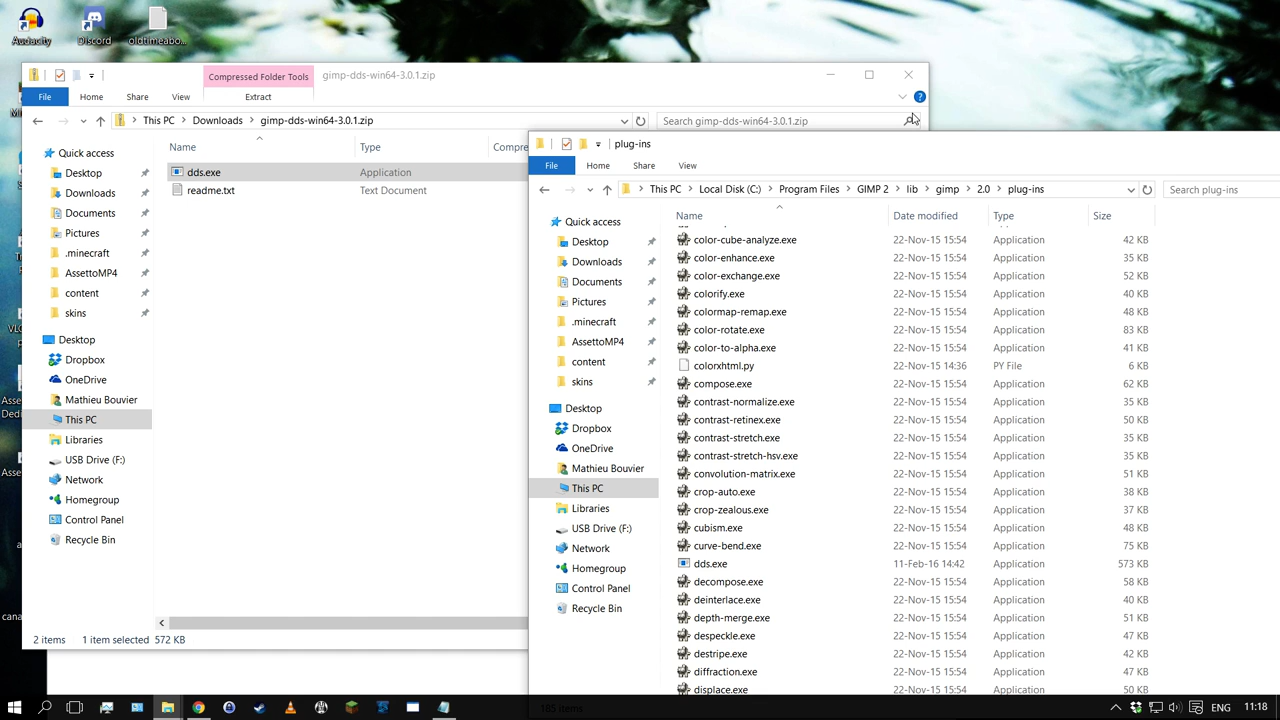 Audacity
Discord
oldtimeabo...
Compressed Folder Tools
gimp-dds-win64-3.0.1.zip
File
Home
Share
View
Extract
This PC
Downloads
gimp-dds-win64-3.0.1.zip
Search gimp-dds-win64-3.0.1.zip
Name
Type
Compre
dds.exe
Application
readme.txt
Text Document
Quick access
Desktop
Downloads
Documents
Pictures
.minecraft
AssettoMP4
content
skins
Desktop
Dropbox
OneDrive
Mathieu Bouvier
This PC
Libraries
USB Drive (F:)
Network
Homegroup
Control Panel
Recycle Bin
2 items 1 item selected 572 KB
plug-ins
File
Home
Share
View
This PC
Local Disk (C:)
Program Files
GIMP 2
lib
gimp
2.0
plug-ins
Search plug-ins
Quick access
Desktop
Downloads
Documents
Pictures
.minecraft
AssettoMP4
content
skins
Desktop
Dropbox
OneDrive
Mathieu Bouvier
This PC
Libraries
USB Drive (F:)
Network
Homegroup
Control Panel
Recycle Bin
Name Date modified Type Size
color-cube-analyze.exe 22-Nov-15 15:54 Application 42 KB
color-enhance.exe 22-Nov-15 15:54 Application 35 KB
color-exchange.exe 22-Nov-15 15:54 Application 52 KB
colorify.exe 22-Nov-15 15:54 Application 40 KB
colormap-remap.exe 22-Nov-15 15:54 Application 48 KB
color-rotate.exe 22-Nov-15 15:54 Application 83 KB
color-to-alpha.exe 22-Nov-15 15:54 Application 41 KB
colorxhtml.py 22-Nov-15 14:36 PY File 6 KB
compose.exe 22-Nov-15 15:54 Application 62 KB
contrast-normalize.exe 22-Nov-15 15:54 Application 35 KB
contrast-retinex.exe 22-Nov-15 15:54 Application 50 KB
contrast-stretch.exe 22-Nov-15 15:54 Application 35 KB
contrast-stretch-hsv.exe 22-Nov-15 15:54 Application 35 KB
convolution-matrix.exe 22-Nov-15 15:54 Application 51 KB
crop-auto.exe 22-Nov-15 15:54 Application 38 KB
crop-zealous.exe 22-Nov-15 15:54 Application 37 KB
cubism.exe 22-Nov-15 15:54 Application 48 KB
curve-bend.exe 22-Nov-15 15:54 Application 75 KB
dds.exe 11-Feb-16 14:42 Application 573 KB
decompose.exe 22-Nov-15 15:54 Application 58 KB
deinterlace.exe 22-Nov-15 15:54 Application 40 KB
depth-merge.exe 22-Nov-15 15:54 Application 51 KB
despeckle.exe 22-Nov-15 15:54 Application 47 KB
destripe.exe 22-Nov-15 15:54 Application 42 KB
diffraction.exe 22-Nov-15 15:54 Application 47 KB
displace.exe 22-Nov-15 15:54 Application 50 KB
185 items
ENG
11:18